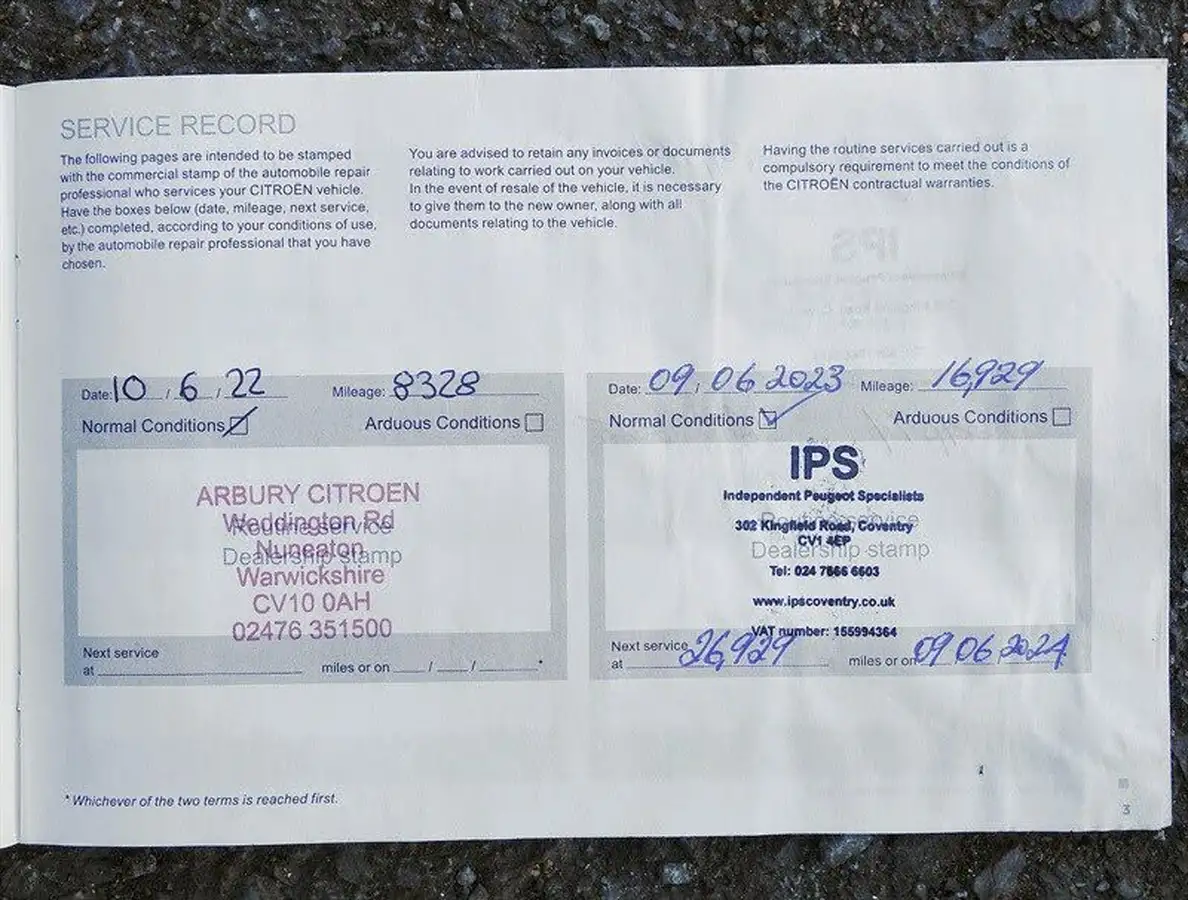 SERVICE RECORD
The following pages are intended to be stamped
with the commercial stamp of the automobile repair
professional who services your CITROËN vehicle.
Have the boxes below (date, mileage, next service,
etc.) completed, according to your conditions of use,
by the automobile repair professional that you have
chosen.
You are advised to retain any invoices or documents
relating to work carried out on your vehicle.
In the event of resale of the vehicle, it is necessary
to give them to the new owner, along with all
documents relating to the vehicle.
Having the routine services carried out is a
compulsory requirement to meet the conditions of
the CITROËN contractual warranties.
Date: 10 / 6 / 22 Mileage: 8328
Normal Conditions Arduous Conditions
ARBURY CITROEN
Weddington Rd
Routine service
Nuneaton
Dealership stamp
Warwickshire
CV10 0AH
02476 351500
Next service
at miles or on / / *
Date: 09 / 06 2023 Mileage: 16,929
Normal Conditions Arduous Conditions
IPS
Independent Peugeot Specialists
Routine service
302 Kingfield Road, Coventry
CV1 4EP
Dealership stamp
Tel: 024 7666 6603
www.ipscoventry.co.uk
VAT number: 155994364
Next service
at 26,929 miles or on 09 06 2024
* Whichever of the two terms is reached first.
3